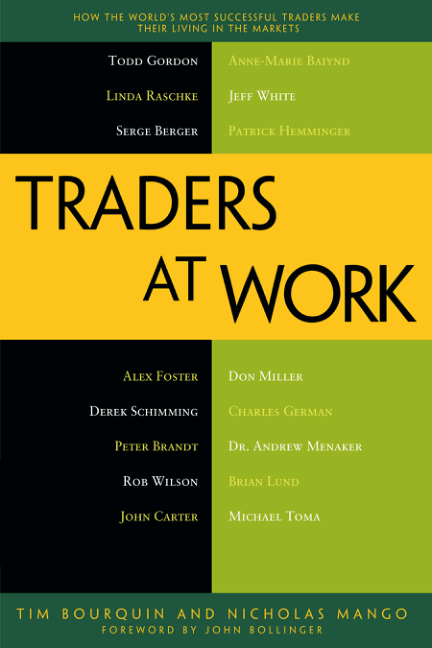 HOW THE WORLD'S MOST SUCCESSFUL TRADERS MAKE
THEIR LIVING IN THE MARKETS
TODD GORDON
ANNE-MARIE BAIYND
LINDA RASCHKE
JEFF WHITE
SERGE BERGER
PATRICK HEMMINGER
TRADERS
AT WORK
ALEX FOSTER
DON MILLER
DEREK SCHIMMING
CHARLES GERMAN
PETER BRANDT
DR. ANDREW MENAKER
ROB WILSON
BRIAN LUND
JOHN CARTER
MICHAEL TOMA
TIM BOURQUIN AND NICHOLAS MANGO
FOREWORD BY JOHN BOLLINGER